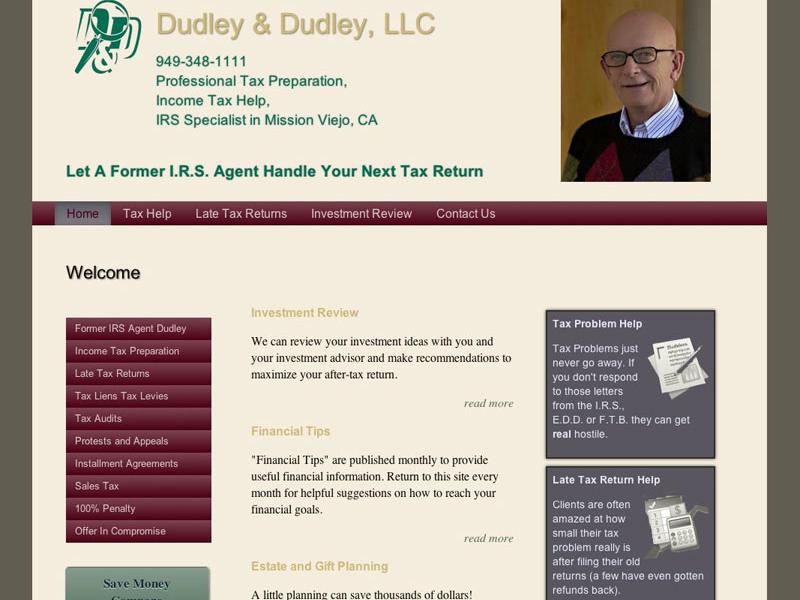 D&D
Dudley & Dudley, LLC
949-348-1111
Professional Tax Preparation,
Income Tax Help,
IRS Specialist in Mission Viejo, CA
Let A Former I.R.S. Agent Handle Your Next Tax Return
Home
Tax Help
Late Tax Returns
Investment Review
Contact Us
Welcome
Former IRS Agent Dudley
Income Tax Preparation
Late Tax Returns
Tax Liens Tax Levies
Tax Audits
Protests and Appeals
Installment Agreements
Sales Tax
100% Penalty
Offer In Compromise
Save Money
Investment Review
We can review your investment ideas with you and
your investment advisor and make recommendations to
maximize your after-tax return.
read more
Financial Tips
"Financial Tips" are published monthly to provide
useful financial information. Return to this site every
month for helpful suggestions on how to reach your
financial goals.
read more
Estate and Gift Planning
A little planning can save thousands of dollars!
Tax Problem Help
Tax Problems just
never go away. If
you don't respond
to those letters
from the I.R.S.,
E.D.D. or F.T.B. they can get
real hostile.
Late Tax Return Help
Clients are often
amazed at how
small their tax
problem really is
after filing their old
returns (a few have even gotten
refunds back).